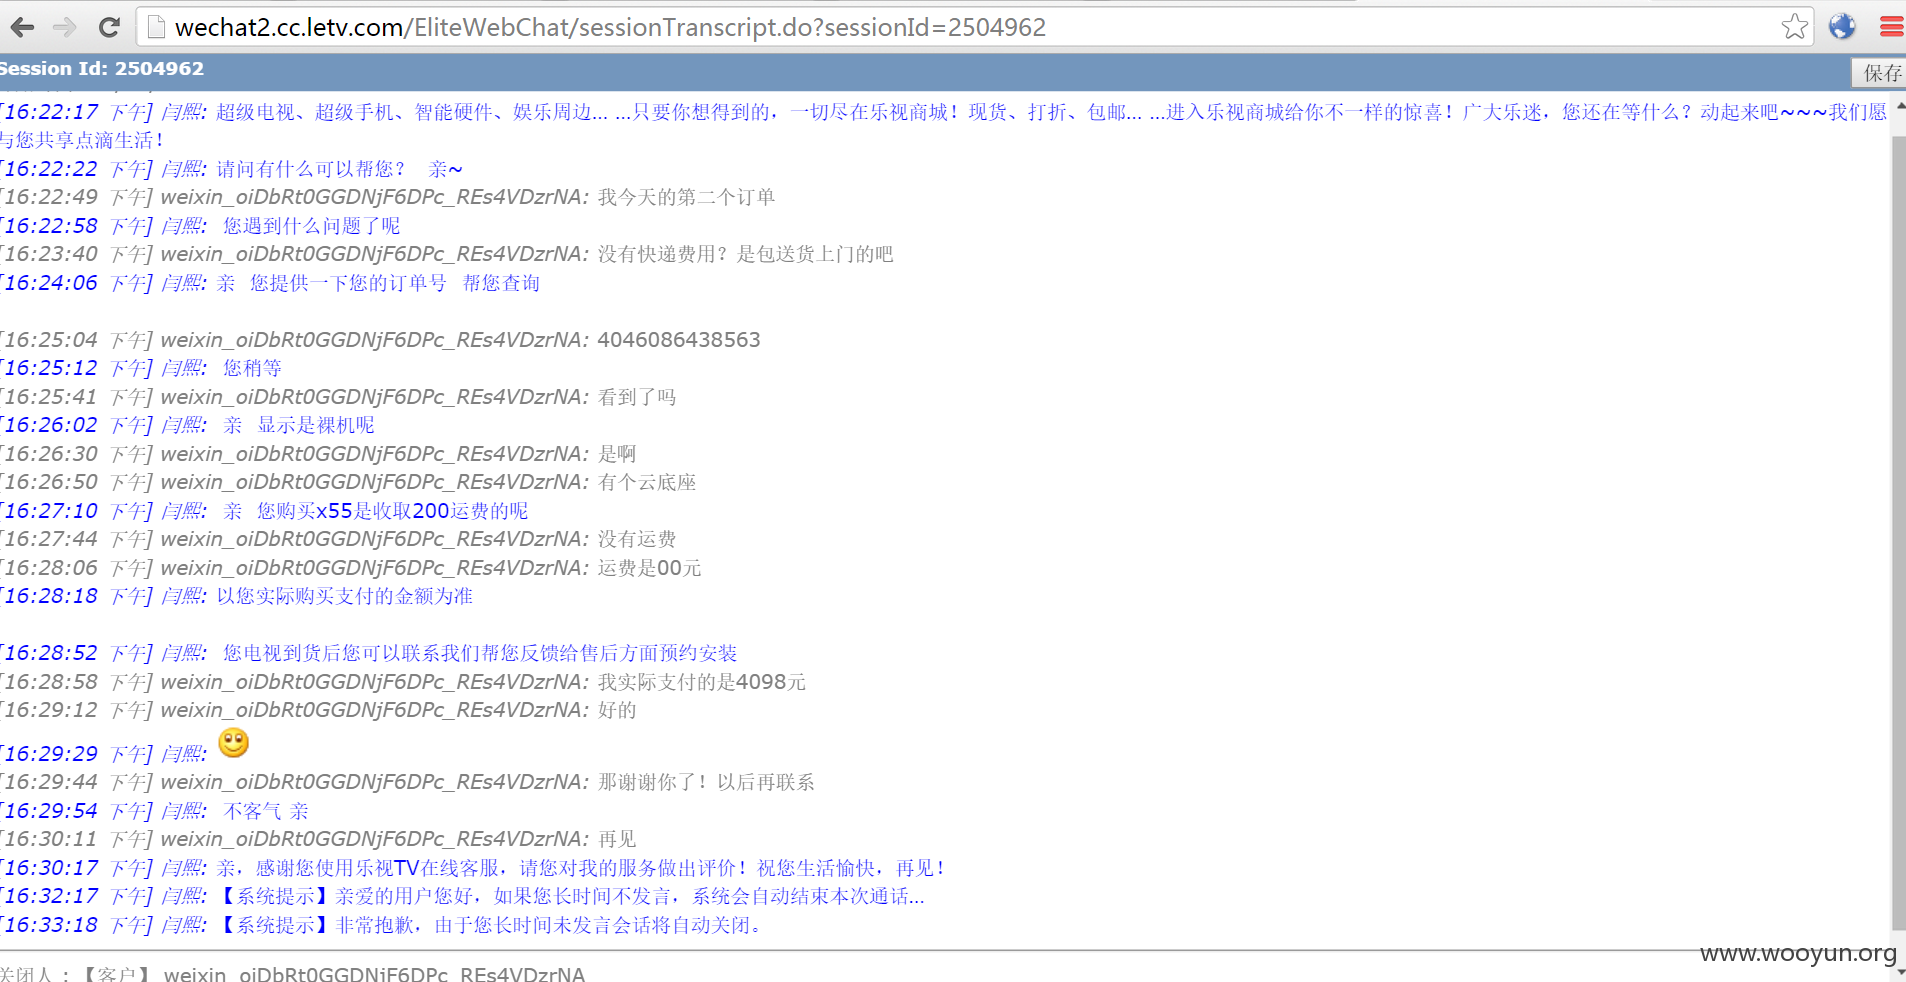 wechat2.cc.letv.com/EliteWebChat/sessionTranscript.do?sessionId=2504962
Session Id: 2504962
保存
[16:22:17 下午] 闫熙: 超级电视、超级手机、智能硬件、娱乐周边... ...只要你想得到的，一切尽在乐视商城！现货、打折、包邮... ...进入乐视商城给你不一样的惊喜！广大乐迷，您还在等什么？动起来吧~~~我们愿
与您共享点滴生活！
[16:22:22 下午] 闫熙: 请问有什么可以帮您？ 亲~
[16:22:49 下午] weixin_oiDbRt0GGDNjF6DPc_REs4VDzrNA: 我今天的第二个订单
[16:22:58 下午] 闫熙: 您遇到什么问题了呢
[16:23:40 下午] weixin_oiDbRt0GGDNjF6DPc_REs4VDzrNA: 没有快递费用？是包送货上门的吧
[16:24:06 下午] 闫熙: 亲 您提供一下您的订单号 帮您查询
[16:25:04 下午] weixin_oiDbRt0GGDNjF6DPc_REs4VDzrNA: 4046086438563
[16:25:12 下午] 闫熙: 您稍等
[16:25:41 下午] weixin_oiDbRt0GGDNjF6DPc_REs4VDzrNA: 看到了吗
[16:26:02 下午] 闫熙: 亲 显示是裸机呢
[16:26:30 下午] weixin_oiDbRt0GGDNjF6DPc_REs4VDzrNA: 是啊
[16:26:50 下午] weixin_oiDbRt0GGDNjF6DPc_REs4VDzrNA: 有个云底座
[16:27:10 下午] 闫熙: 亲 您购买x55是收取200运费的呢
[16:27:44 下午] weixin_oiDbRt0GGDNjF6DPc_REs4VDzrNA: 没有运费
[16:28:06 下午] weixin_oiDbRt0GGDNjF6DPc_REs4VDzrNA: 运费是00元
[16:28:18 下午] 闫熙: 以您实际购买支付的金额为准
[16:28:52 下午] 闫熙: 您电视到货后您可以联系我们帮您反馈给售后方面预约安装
[16:28:58 下午] weixin_oiDbRt0GGDNjF6DPc_REs4VDzrNA: 我实际支付的是4098元
[16:29:12 下午] weixin_oiDbRt0GGDNjF6DPc_REs4VDzrNA: 好的
[16:29:29 下午] 闫熙:
[16:29:44 下午] weixin_oiDbRt0GGDNjF6DPc_REs4VDzrNA: 那谢谢你了！以后再联系
[16:29:54 下午] 闫熙: 不客气 亲
[16:30:11 下午] weixin_oiDbRt0GGDNjF6DPc_REs4VDzrNA: 再见
[16:30:17 下午] 闫熙: 亲，感谢您使用乐视TV在线客服，请您对我的服务做出评价！祝您生活愉快，再见！
[16:32:17 下午] 闫熙: 【系统提示】亲爱的用户您好，如果您长时间不发言，系统会自动结束本次通话...
[16:33:18 下午] 闫熙: 【系统提示】非常抱歉，由于您长时间未发言会话将自动关闭。
www.wooyun.org
关闭人：【客户】 weixin_oiDbRt0GGDNjF6DPc_REs4VDzrNA